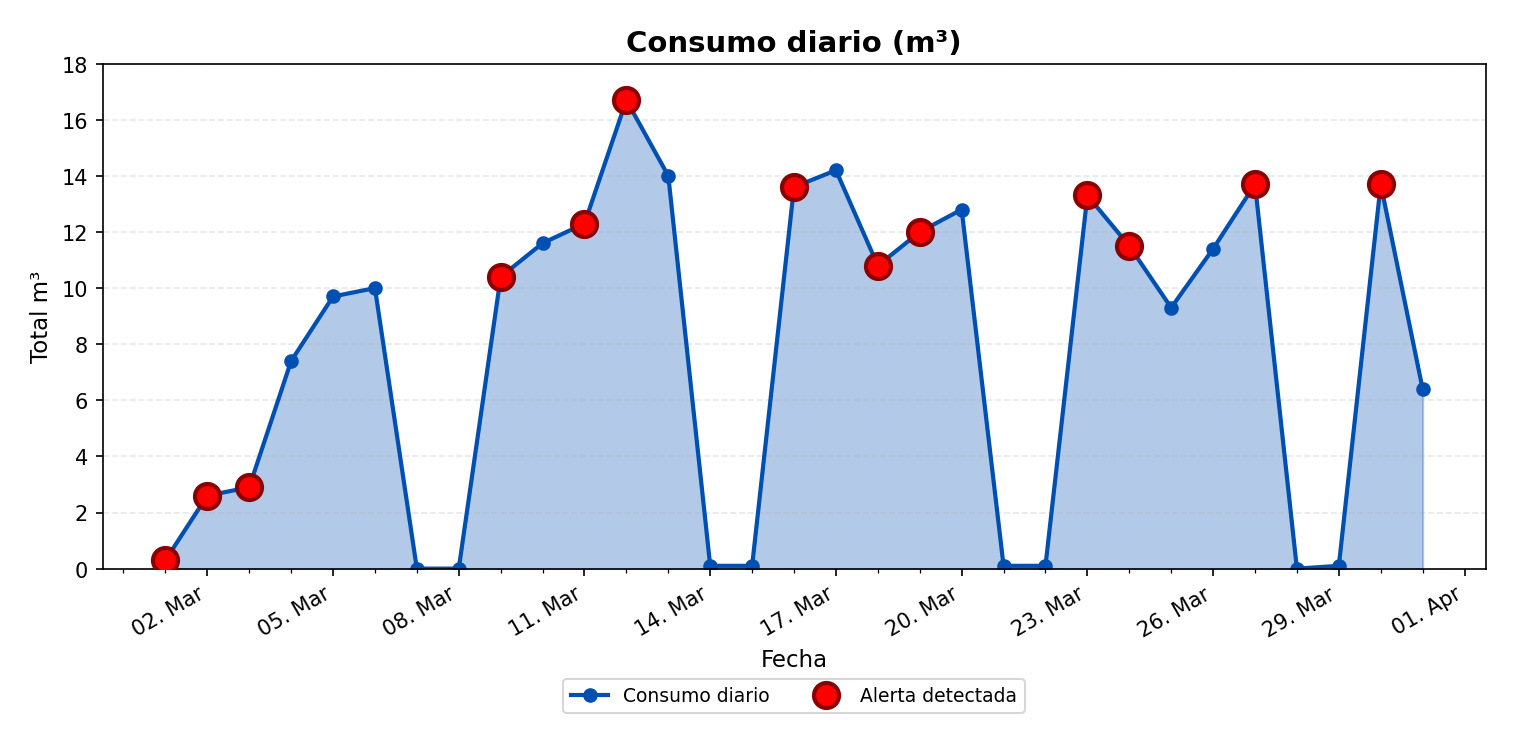 Consumo diario (m³)
Total m³
18
16
14
12
10
8
6
4
2
0
02. Mar
05. Mar
08. Mar
11. Mar
14. Mar
17. Mar
20. Mar
23. Mar
26. Mar
29. Mar
01. Apr
Fecha
Consumo diario
Alerta detectada